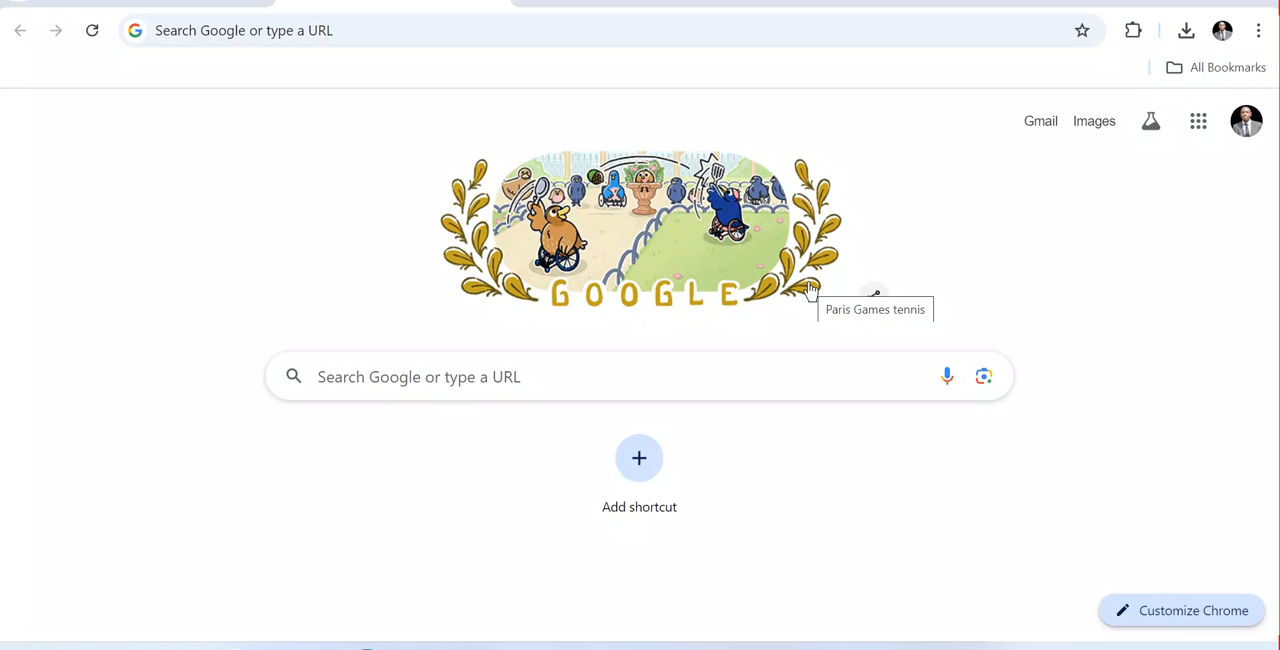 Search Google or type a URL
All Bookmarks
Gmail Images
GOOGLE
Paris Games tennis
Search Google or type a URL
Add shortcut
Customize Chrome